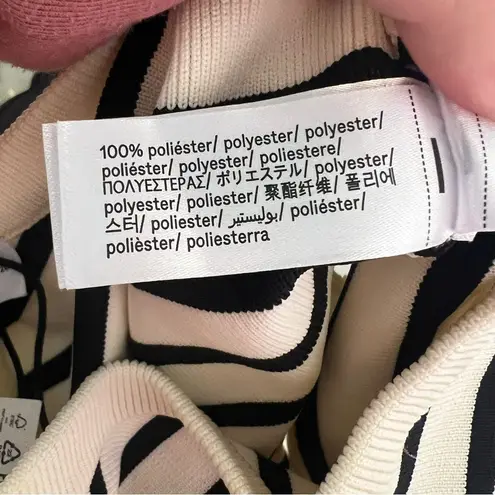 100% poliéster/ polyester/ polyester/
poliéster/ polyester/ poliestere/
ΠΟΛΥΕΣΤΕΡΑΣ/ ポリエステル/ polyester/
polyester/ poliester/ 聚酯纤维/ 폴리에
스터/ poliester/ بوليستير/ poliéster/
polièster/ poliesterra